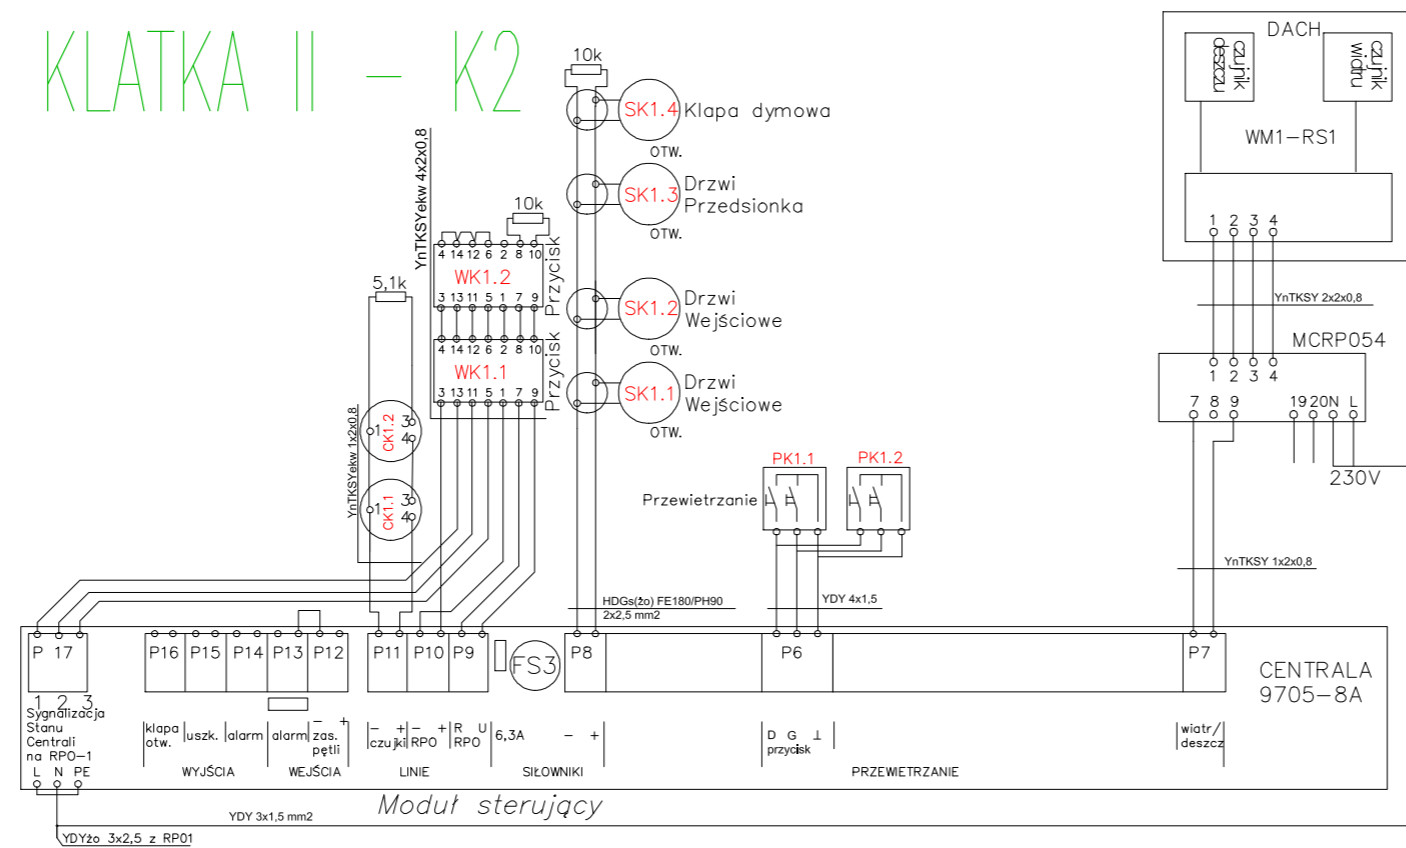 KLATKA II - K2
DACH
czujnik
deszczu
czujnik
wiatru
WM1-RS1
1 2 3 4
YnTKSY 2x2x0,8
MCRP054
1 2 3 4
7 8 9 19 20 N L
230V
YnTKSY 1x2x0,8
10k
SK1.4 Klapa dymowa
OTW.
SK1.3 Drzwi
Przedsionka
OTW.
SK1.2 Drzwi
Wejściowe
OTW.
SK1.1 Drzwi
Wejściowe
OTW.
YnTKSYekw 4x2x0,8
10k
4 14 12 6 2 8 10
WK1.2
Przycisk
3 13 11 5 1 7 9
4 14 12 6 2 8 10
WK1.1
Przycisk
3 13 11 5 1 7 9
5,1k
1 CK1.2 3
4
1 CK1.1 3
4
YnTKSYekw 1x2x0,8
PK1.1 PK1.2
Przewietrzanie
HDGs(żo) FE180/PH90
2x2,5 mm2
YDY 4x1,5
P 17 P16 P15 P14 P13 P12 P11 P10 P9 FS3 P8 P6 P7
CENTRALA
9705-8A
1 2 3
Sygnalizacja
Stanu
Centrali
na RPO-1
L N PE
klapa
otw.
uszk.
alarm
WYJŚCIA
alarm
- +
zas.
pętli
WEJŚCIA
- +
czujki
- +
RPO
R U
RPO
LINIE
6,3A - +
SIŁOWNIKI
D G ⊥
przycisk
PRZEWIETRZANIE
wiatr/
deszcz
Moduł sterujący
YDY 3x1,5 mm2
YDYżo 3x2,5 z RP01